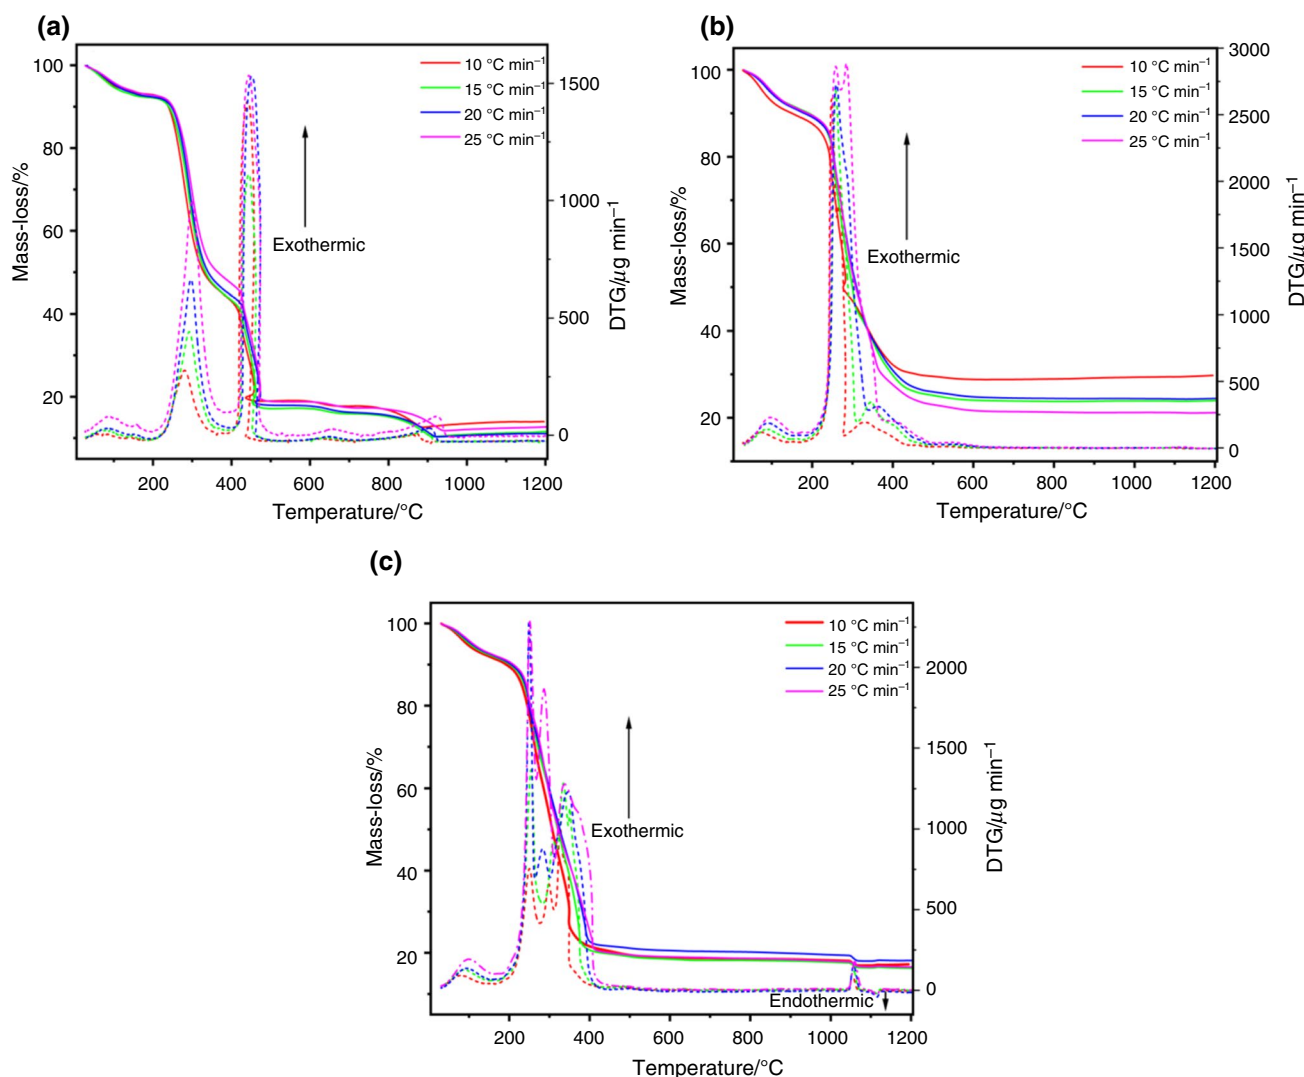 (a)
100
80
60
40
20
Mass-loss/%
10 °C min⁻¹
15 °C min⁻¹
20 °C min⁻¹
25 °C min⁻¹
Exothermic
1500
1000
500
0
DTG/µg min⁻¹
200 400 600 800 1000 1200
Temperature/°C
(b)
100
80
60
40
20
Mass-loss/%
10 °C min⁻¹
15 °C min⁻¹
20 °C min⁻¹
25 °C min⁻¹
Exothermic
3000
2500
2000
1500
1000
500
0
DTG/µg min⁻¹
200 400 600 800 1000 1200
Temperature/°C
(c)
100
80
60
40
20
Mass-loss/%
10 °C min⁻¹
15 °C min⁻¹
20 °C min⁻¹
25 °C min⁻¹
Exothermic
Endothermic
2000
1500
1000
500
0
DTG/µg min⁻¹
200 400 600 800 1000 1200
Temperature/°C